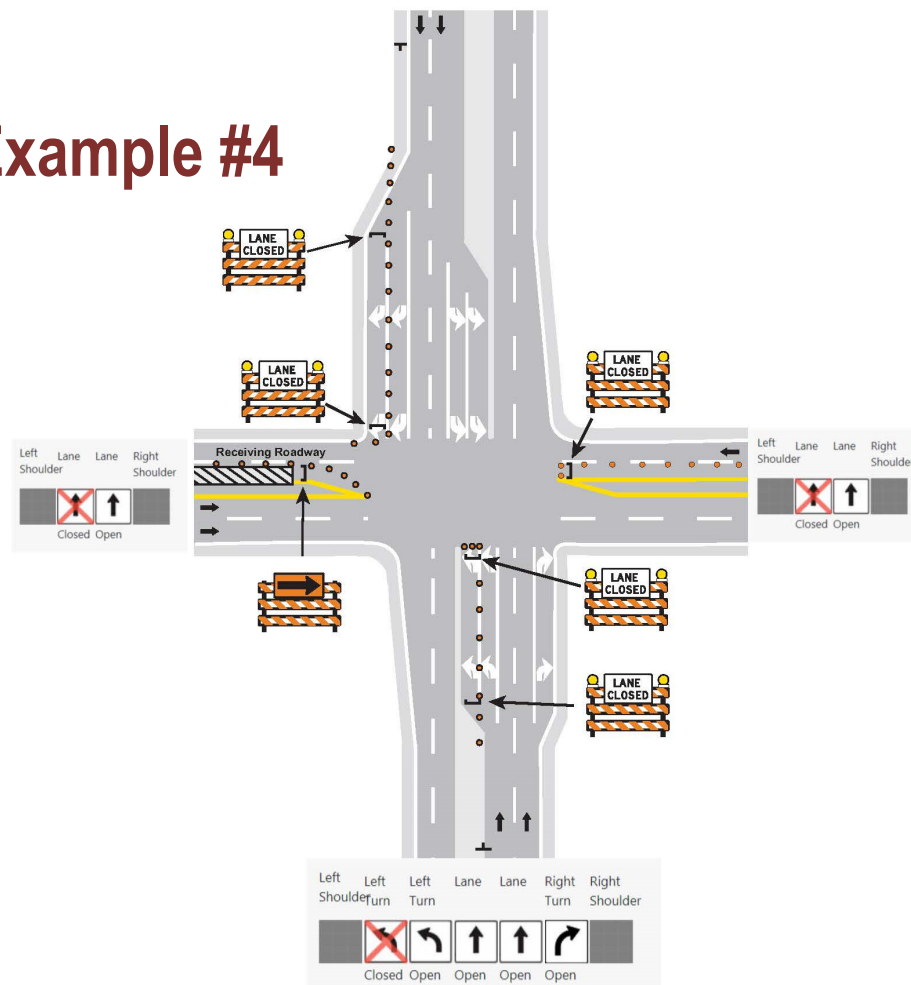 Example #4
LANE
CLOSED
LANE
CLOSED
LANE
CLOSED
Receiving Roadway
Left
Shoulder
Lane
Lane
Right
Shoulder
Closed
Open
Left
Shoulder
Lane
Lane
Right
Shoulder
Closed
Open
LANE
CLOSED
LANE
CLOSED
Left
Shoulder
Left
Turn
Left
Turn
Lane
Lane
Right
Turn
Right
Shoulder
Closed
Open
Open
Open
Open